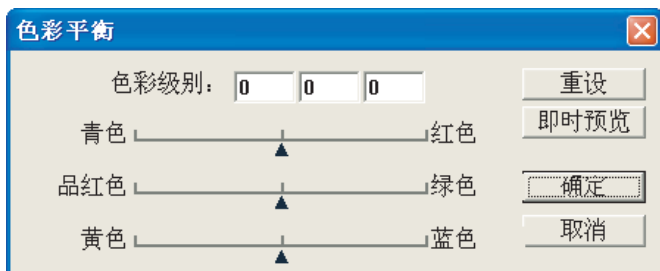 色彩平衡
色彩级别： 0 0 0 重设
青色 红色 即时预览
品红色 绿色 确定
黄色 蓝色 取消